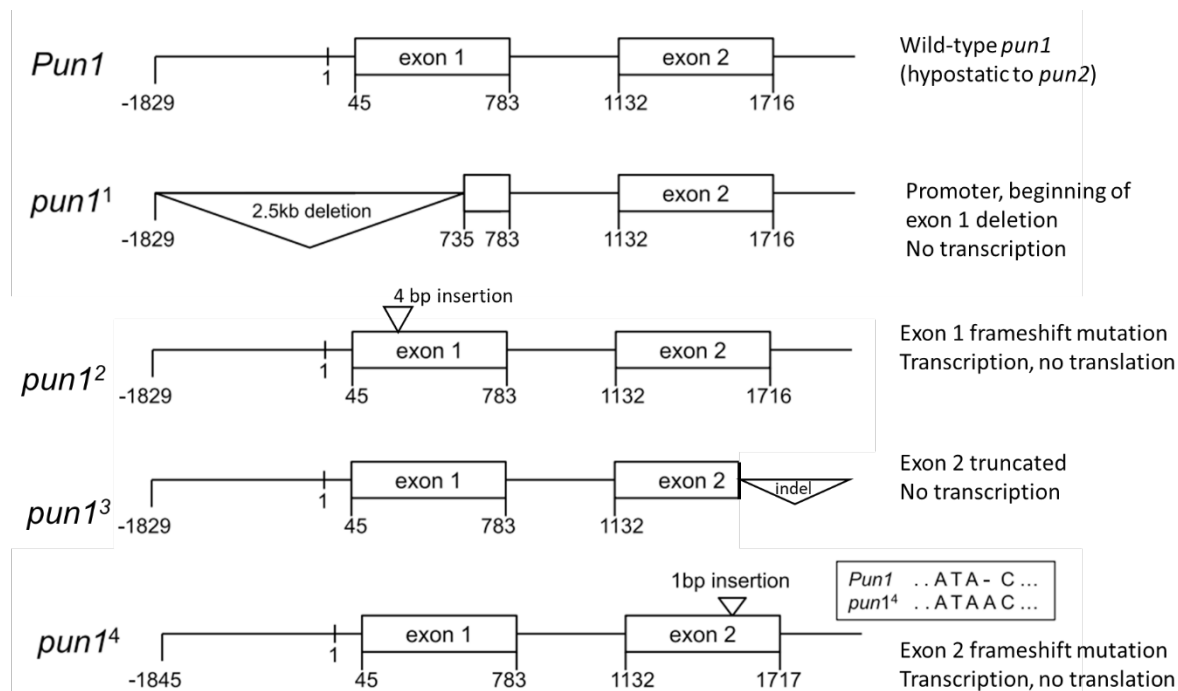 Pun1
exon 1
exon 2
1
-1829
45
783
1132
1716
Wild-type pun1
(hypostatic to pun2)
pun1¹
2.5kb deletion
exon 2
-1829
735
783
1132
1716
Promoter, beginning of
exon 1 deletion
No transcription
4 bp insertion
pun1²
exon 1
exon 2
1
-1829
45
783
1132
1716
Exon 1 frameshift mutation
Transcription, no translation
pun1³
exon 1
exon 2
indel
1
-1829
45
783
1132
Exon 2 truncated
No transcription
1bp insertion
Pun1 ..ATA- C...
pun1⁴ ..ATAAC...
pun1⁴
exon 1
exon 2
1
-1845
45
783
1132
1717
Exon 2 frameshift mutation
Transcription, no translation